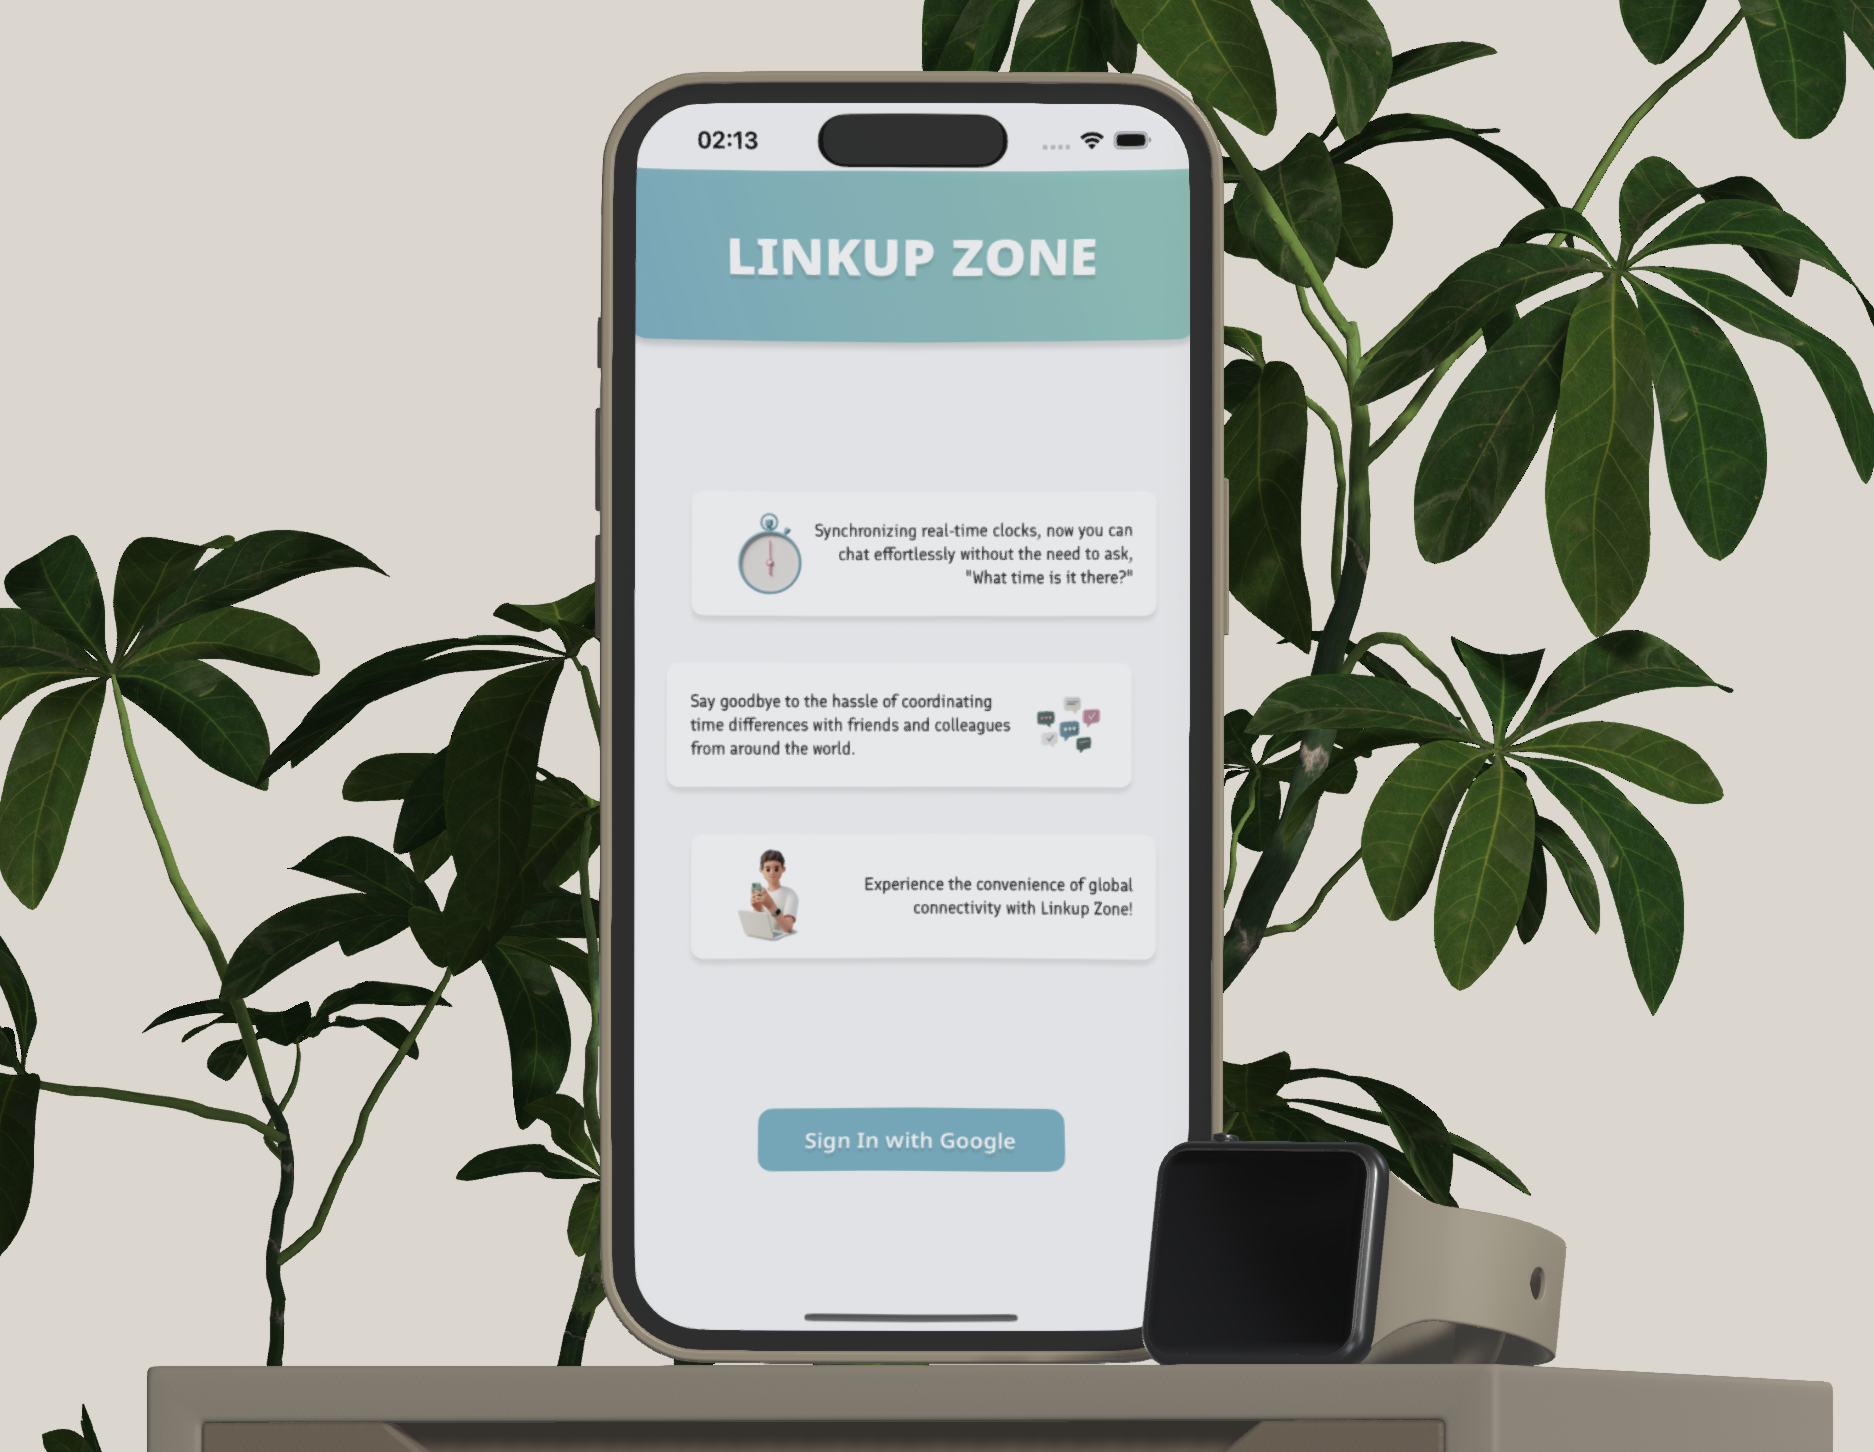 02:13
LINKUP ZONE
Synchronizing real-time clocks, now you can
chat effortlessly without the need to ask,
"What time is it there?"
Say goodbye to the hassle of coordinating
time differences with friends and colleagues
from around the world.
Experience the convenience of global
connectivity with Linkup Zone!
Sign In with Google